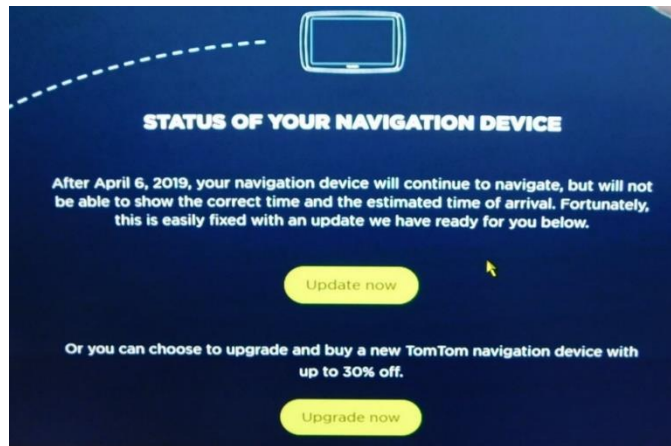 STATUS OF YOUR NAVIGATION DEVICE
After April 6, 2019, your navigation device will continue to navigate, but will not
be able to show the correct time and the estimated time of arrival. Fortunately,
this is easily fixed with an update we have ready for you below.
Update now
Or you can choose to upgrade and buy a new TomTom navigation device with
up to 30% off.
Upgrade now